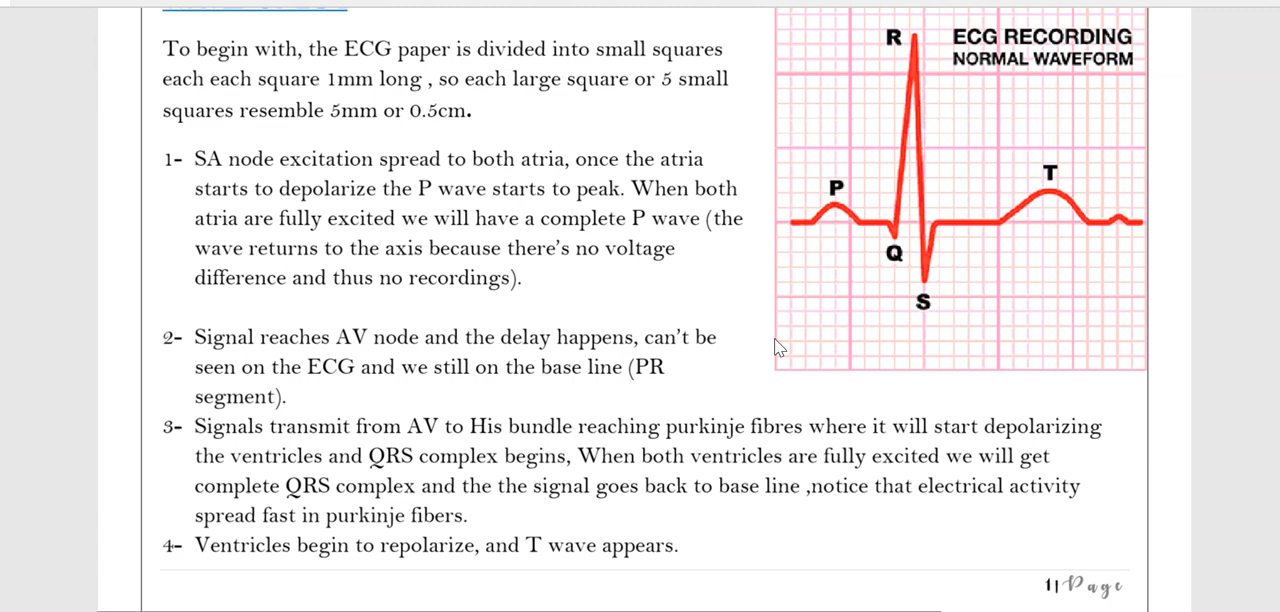 To begin with, the ECG paper is divided into small squares
each each square 1mm long , so each large square or 5 small
squares resemble 5mm or 0.5cm.
1- SA node excitation spread to both atria, once the atria
starts to depolarize the P wave starts to peak. When both
atria are fully excited we will have a complete P wave (the
wave returns to the axis because there's no voltage
difference and thus no recordings).
2- Signal reaches AV node and the delay happens, can't be
seen on the ECG and we still on the base line (PR
segment).
3- Signals transmit from AV to His bundle reaching purkinje fibres where it will start depolarizing
the ventricles and QRS complex begins, When both ventricles are fully excited we will get
complete QRS complex and the the signal goes back to base line ,notice that electrical activity
spread fast in purkinje fibers.
4- Ventricles begin to repolarize, and T wave appears.
R
ECG RECORDING
NORMAL WAVEFORM
P
T
Q
S
1| Page